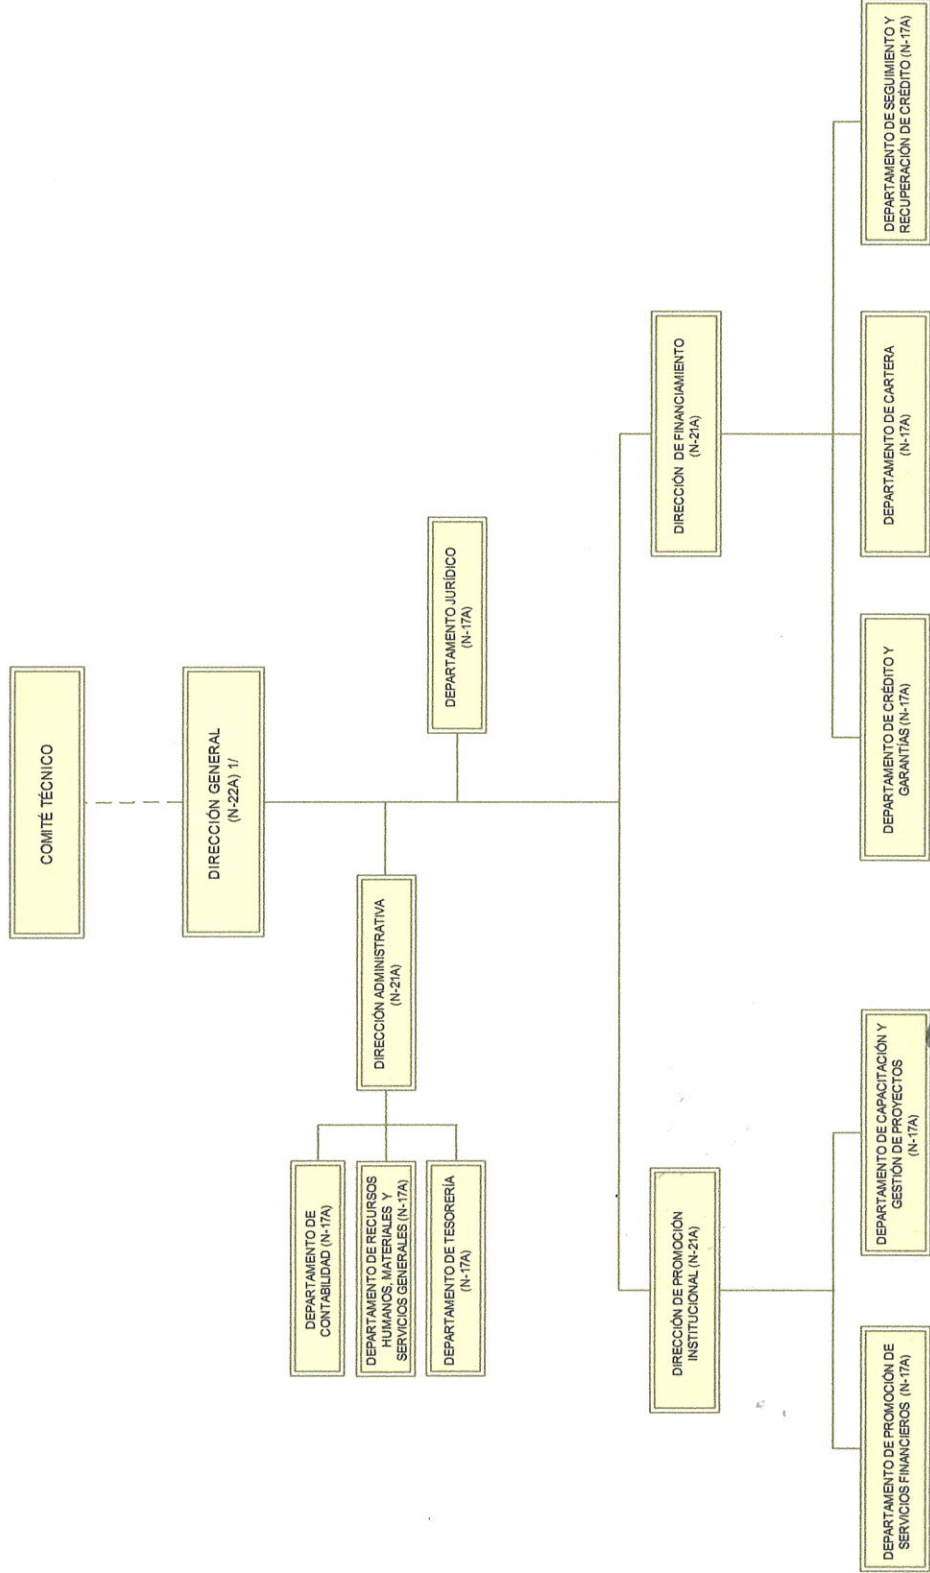 COMITÉ TÉCNICO
DIRECCIÓN GENERAL
(N-22A) 1/
DEPARTAMENTO JURÍDICO
(N-17A)
DIRECCIÓN ADMINISTRATIVA
(N-21A)
DEPARTAMENTO DE
CONTABILIDAD (N-17A)
DEPARTAMENTO DE RECURSOS
HUMANOS, MATERIALES Y
SERVICIOS GENERALES (N-17A)
DEPARTAMENTO DE TESORERÍA
(N-17A)
DIRECCIÓN DE PROMOCIÓN
INSTITUCIONAL (N-21A)
DIRECCIÓN DE FINANCIAMIENTO
(N-21A)
DEPARTAMENTO DE PROMOCIÓN DE
SERVICIOS FINANCIEROS (N-17A)
DEPARTAMENTO DE CAPACITACIÓN Y
GESTIÓN DE PROYECTOS
(N-17A)
DEPARTAMENTO DE CRÉDITO Y
GARANTÍAS (N-17A)
DEPARTAMENTO DE CARTERA
(N-17A)
DEPARTAMENTO DE SEGUIMIENTO Y
RECUPERACIÓN DE CRÉDITO (N-17A)